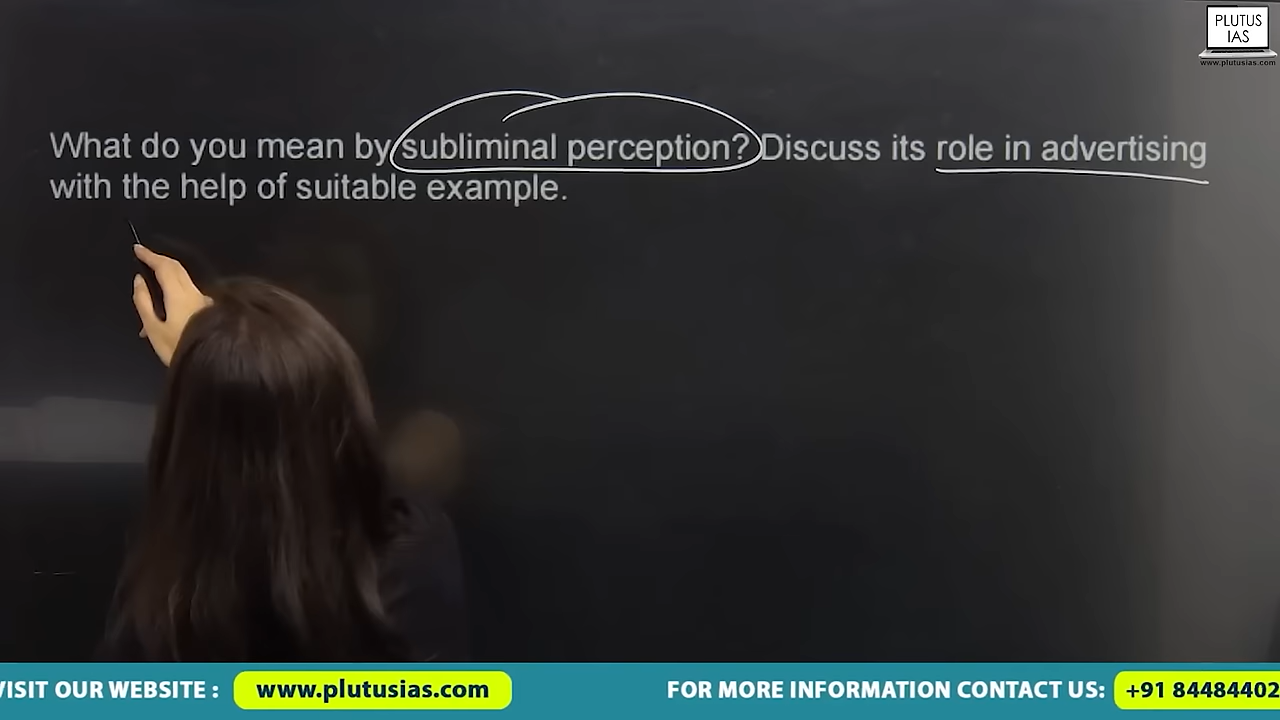 PLUTUS
IAS
www.plutusias.com
What do you mean by subliminal perception? Discuss its role in advertising
with the help of suitable example.
VISIT OUR WEBSITE : www.plutusias.com FOR MORE INFORMATION CONTACT US: +91 84484402